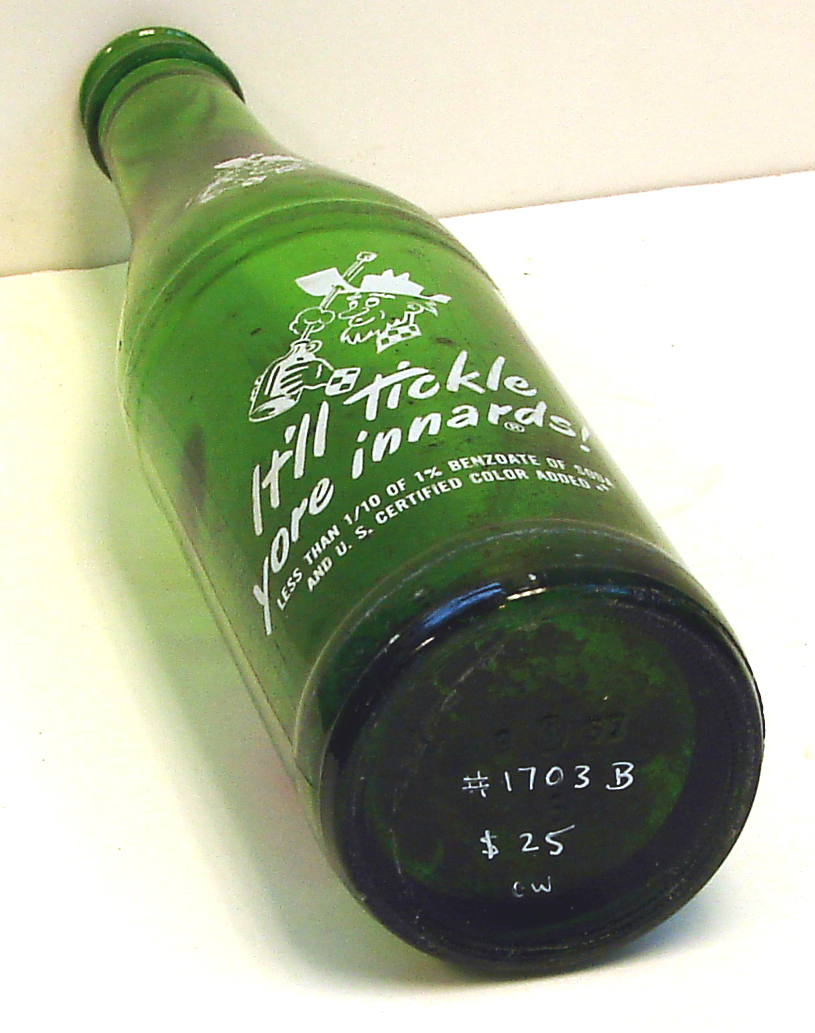 It'll tickle
yore innards!
®
LESS THAN 1/10 OF 1% BENZOATE OF SODA
AND U. S. CERTIFIED COLOR ADDED
#1703 B
$25
CW